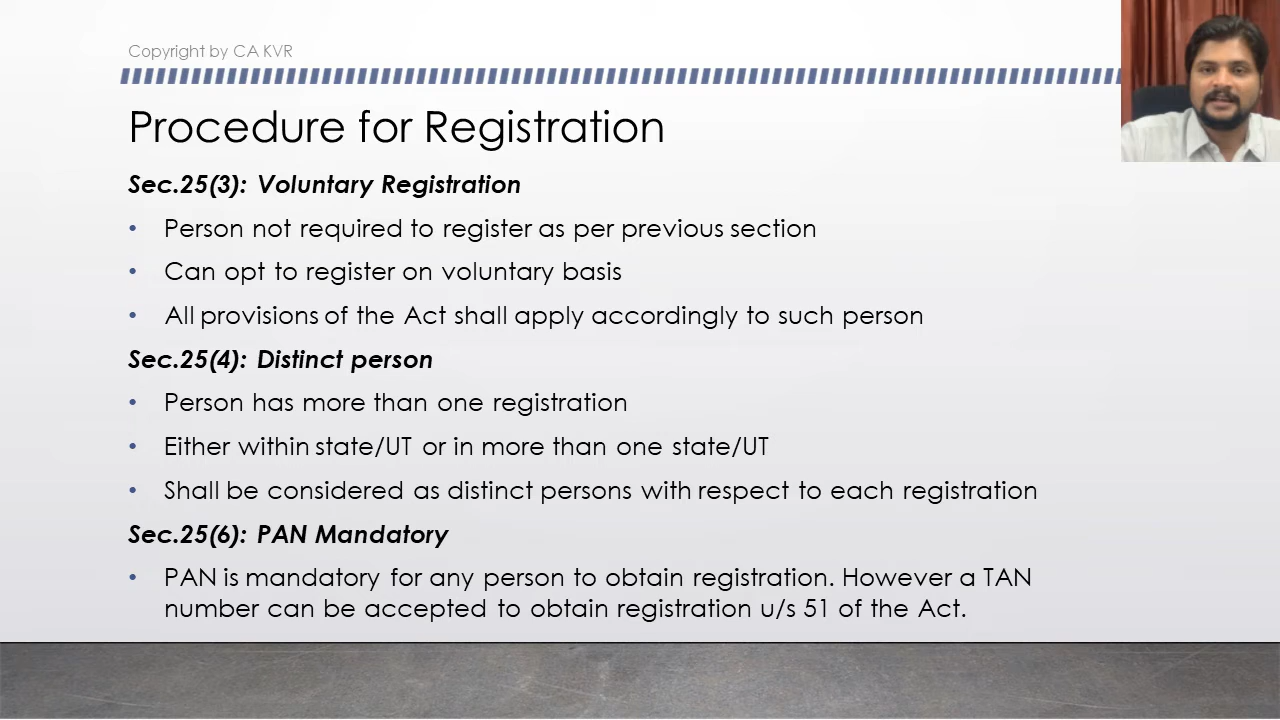 Copyright by CA KVR
Procedure for Registration
Sec.25(3): Voluntary Registration
• Person not required to register as per previous section
• Can opt to register on voluntary basis
• All provisions of the Act shall apply accordingly to such person
Sec.25(4): Distinct person
• Person has more than one registration
• Either within state/UT or in more than one state/UT
• Shall be considered as distinct persons with respect to each registration
Sec.25(6): PAN Mandatory
• PAN is mandatory for any person to obtain registration. However a TAN
number can be accepted to obtain registration u/s 51 of the Act.